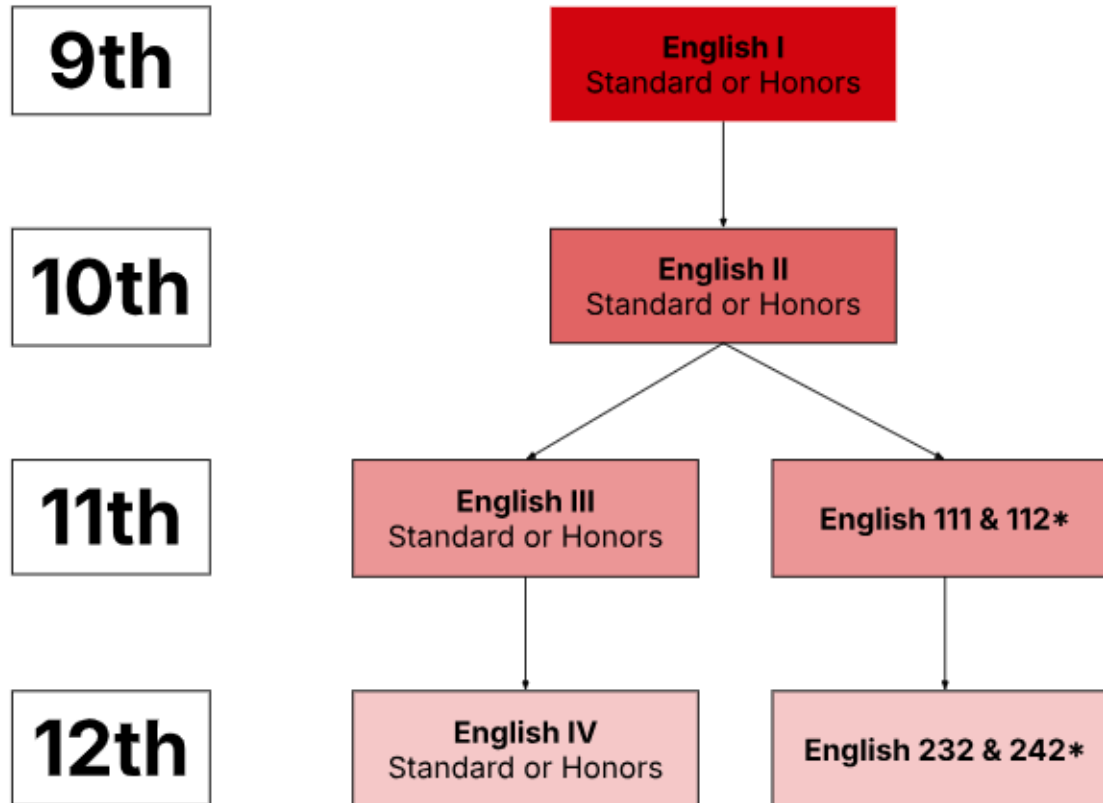 9th
English I
Standard or Honors
10th
English II
Standard or Honors
11th
English III
Standard or Honors
English 111 & 112*
12th
English IV
Standard or Honors
English 232 & 242*